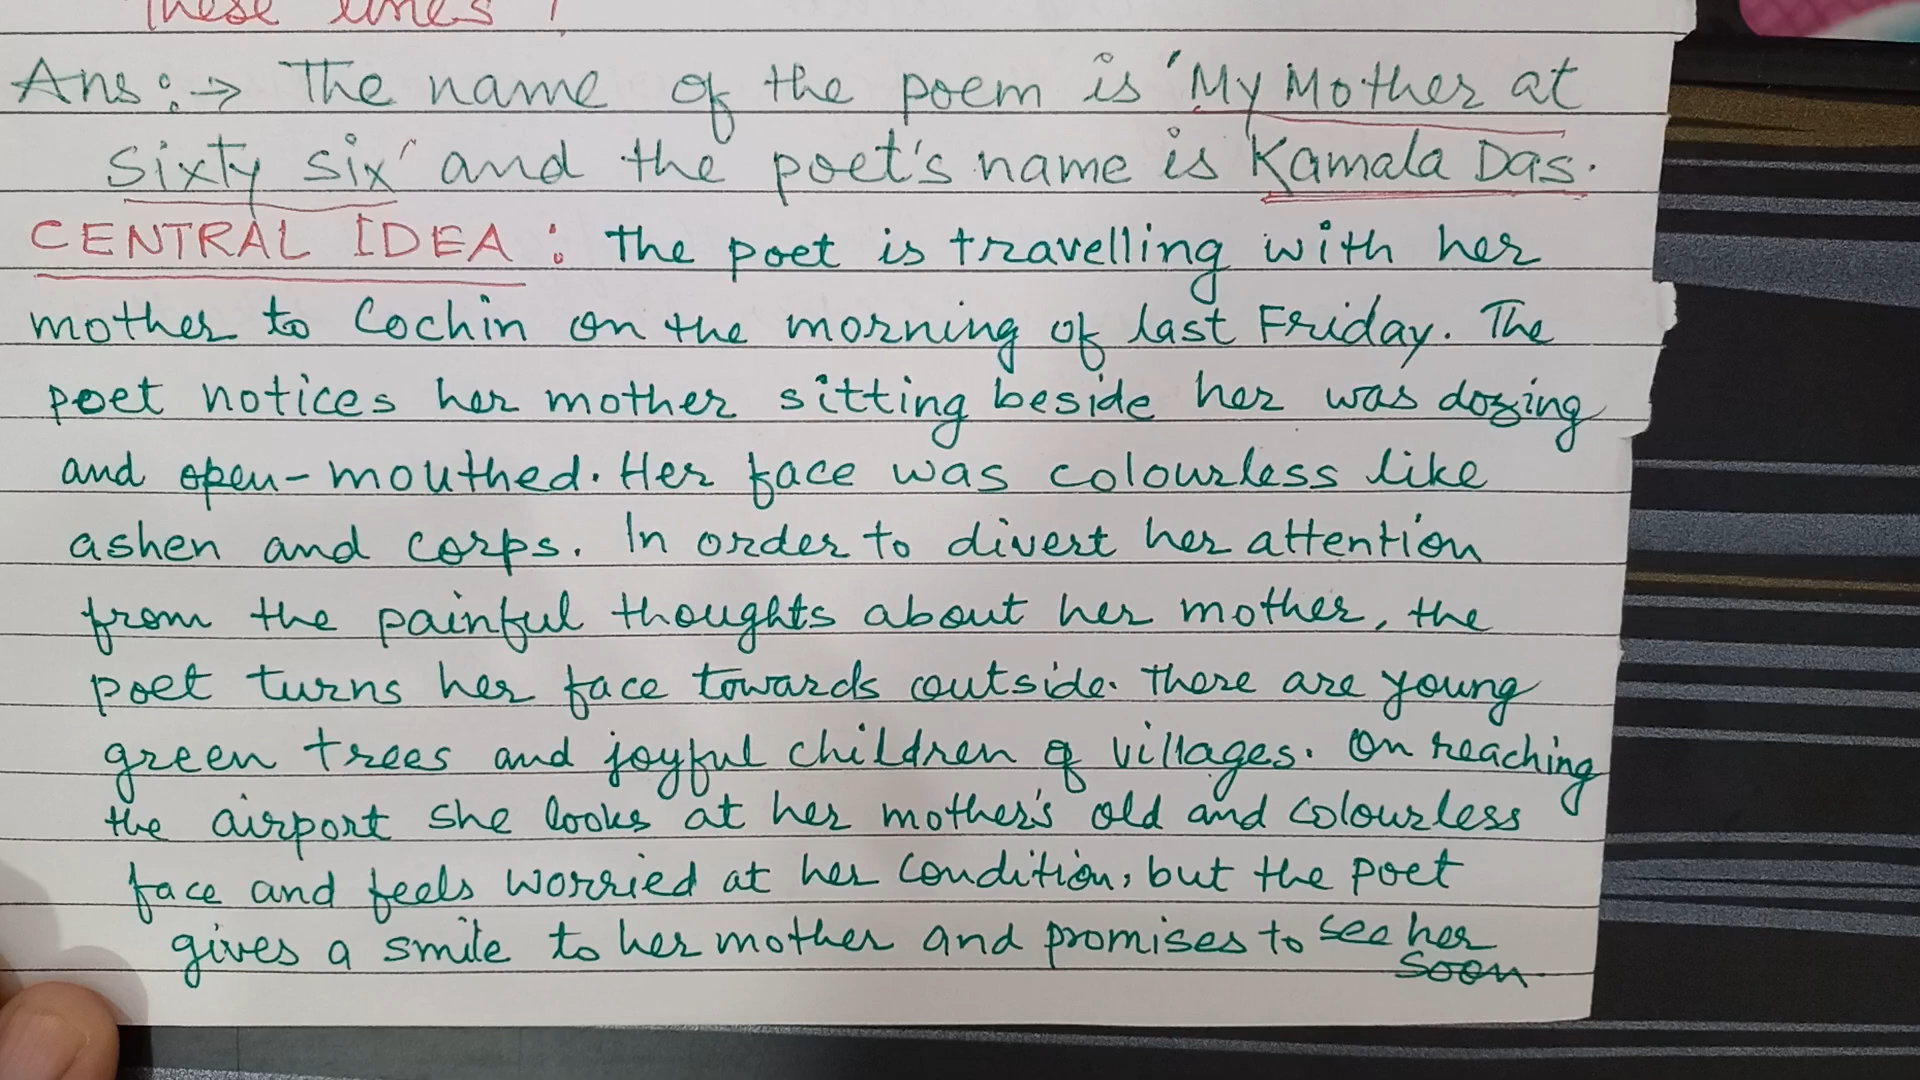 These lines?
Ans:→ The name of the poem is 'My Mother at
Sixty six' and the poet's name is Kamala Das.
CENTRAL IDEA: The poet is travelling with her
mother to Cochin on the morning of last Friday. The
poet notices her mother sitting beside her was dozing
and open-mouthed. Her face was colourless like
ashen and corps. In order to divert her attention
from the painful thoughts about her mother, the
poet turns her face towards outside. There are young
green trees and joyful children of villages. On reaching
the airport she looks at her mother's old and colourless
face and feels worried at her condition, but the poet
gives a smile to her mother and promises to see her
soon.